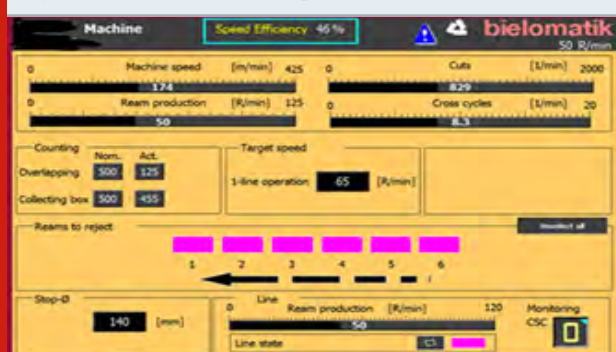 Machine
Speed Efficiency 46%
bielomatik
50 R/min
0 Machine speed [m/min] 425
174
0 Cuts [1/min] 2000
829
0 Ream production [R/min] 125
50
0 Cross cycles [1/min] 20
8.3
Counting
Nom. Act.
Overlapping 500 125
Collecting box 500 455
Target speed
1-line operation 65 [R/min]
Reams to reject
Unselect all
1 2 3 4 5 6
Stop-Ø
140 [mm]
Line
0 Ream production [R/min] 120
50
Line state
Monitoring
CSC 0